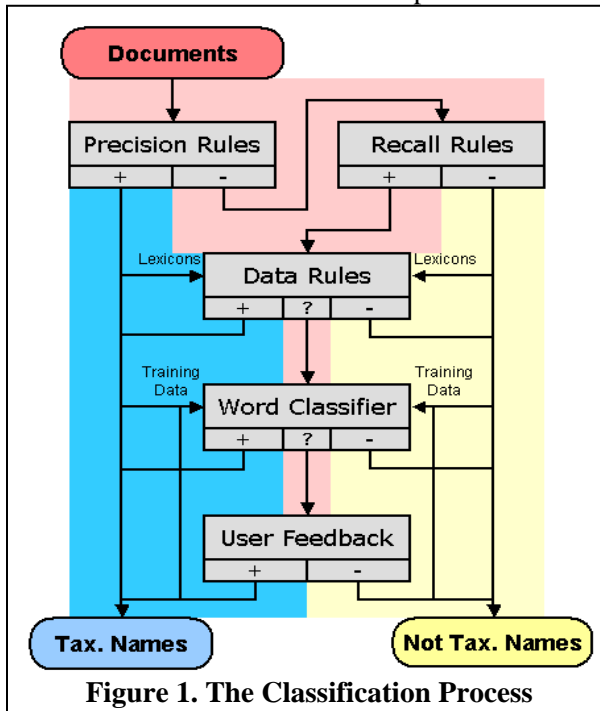 Documents
Precision Rules
+ -
Recall Rules
+ -
Lexicons
Lexicons
Data Rules
+ ? -
Training
Data
Training
Data
Word Classifier
+ ? -
User Feedback
+ -
Tax. Names
Not Tax. Names
Figure 1. The Classification Process